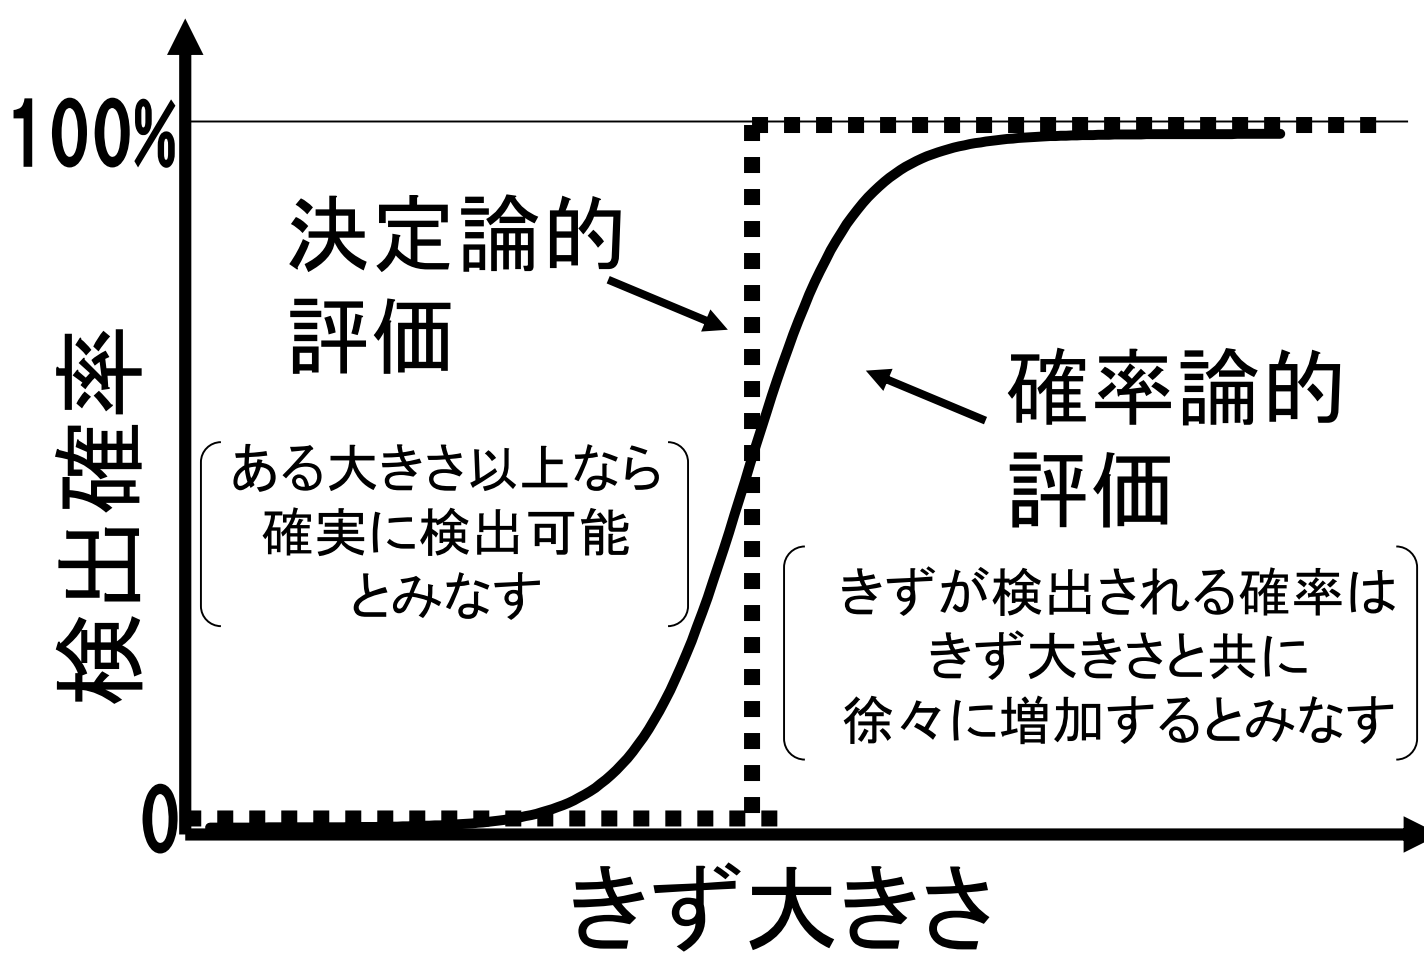 100%
決定論的
評価
確率論的
評価
ある大きさ以上なら
確実に検出可能
とみなす
きずが検出される確率は
きず大きさと共に
徐々に増加するとみなす
検出確率
0
きず大きさ